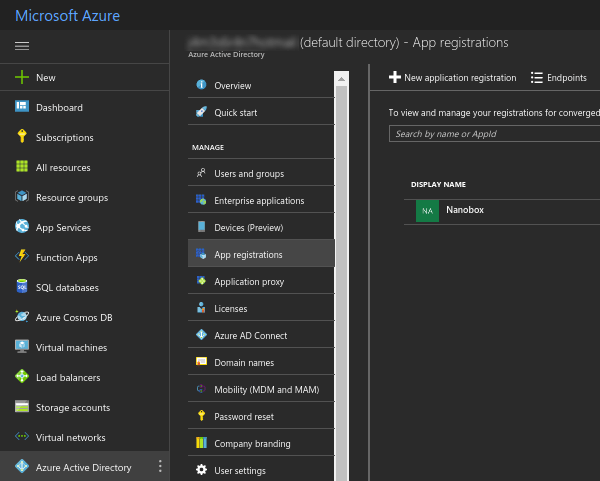 Microsoft Azure
(default directory) - App registrations
Azure Active Directory
New
Dashboard
Subscriptions
All resources
Resource groups
App Services
Function Apps
SQL databases
Azure Cosmos DB
Virtual machines
Load balancers
Storage accounts
Virtual networks
Azure Active Directory
Overview
Quick start
MANAGE
Users and groups
Enterprise applications
Devices (Preview)
App registrations
Application proxy
Licenses
Azure AD Connect
Domain names
Mobility (MDM and MAM)
Password reset
Company branding
User settings
New application registration
Endpoints
To view and manage your registrations for converged
Search by name or AppId
DISPLAY NAME
NA
Nanobox